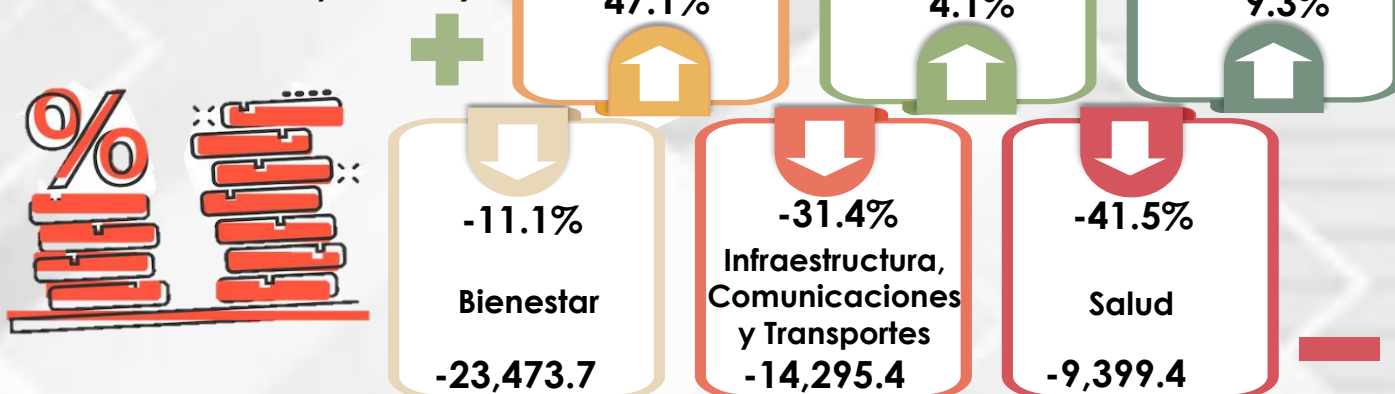 47.1%
4.1%
9.3%
%
-11.1%
Bienestar
-23,473.7
-31.4%
Infraestructura,
Comunicaciones
y Transportes
-14,295.4
-41.5%
Salud
-9,399.4